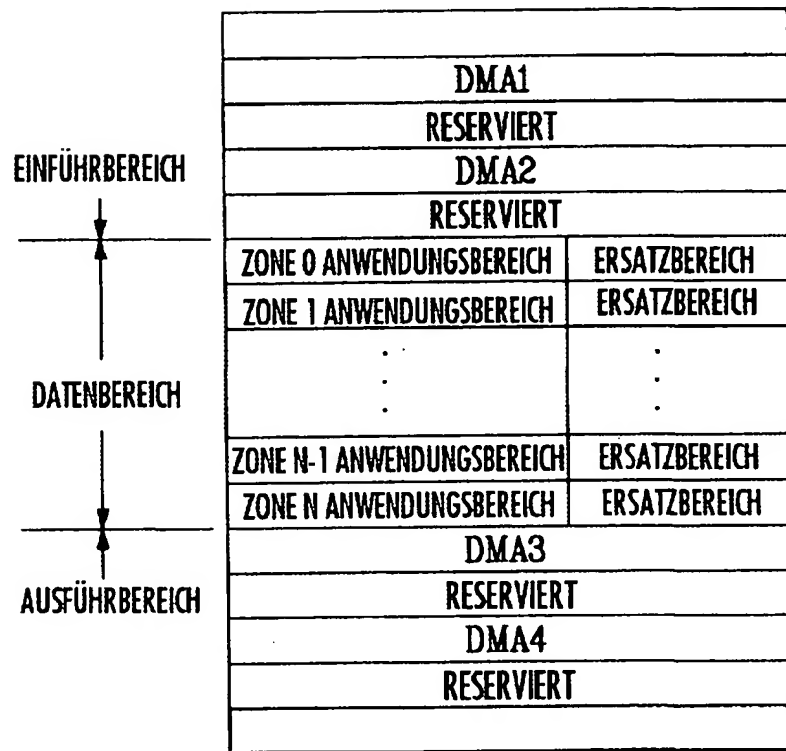 DMA1
RESERVIERT
EINFÜHRBEREICH
DMA2
RESERVIERT
ZONE 0 ANWENDUNGSBEREICH ERSATZBEREICH
ZONE 1 ANWENDUNGSBEREICH ERSATZBEREICH
DATENBEREICH
ZONE N-1 ANWENDUNGSBEREICH ERSATZBEREICH
ZONE N ANWENDUNGSBEREICH ERSATZBEREICH
DMA3
AUSFÜHRBEREICH
RESERVIERT
DMA4
RESERVIERT